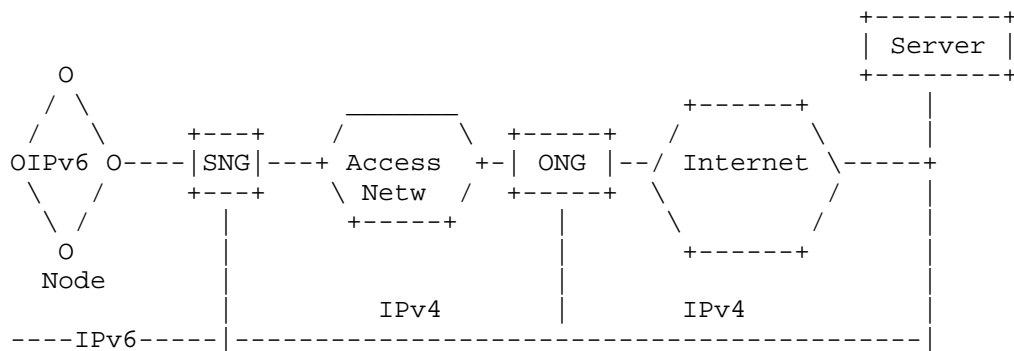 Server
O
SNG
OIPv6 O
Access
ONG
Internet
Netw
O
Node
IPv4 IPv4
IPv6